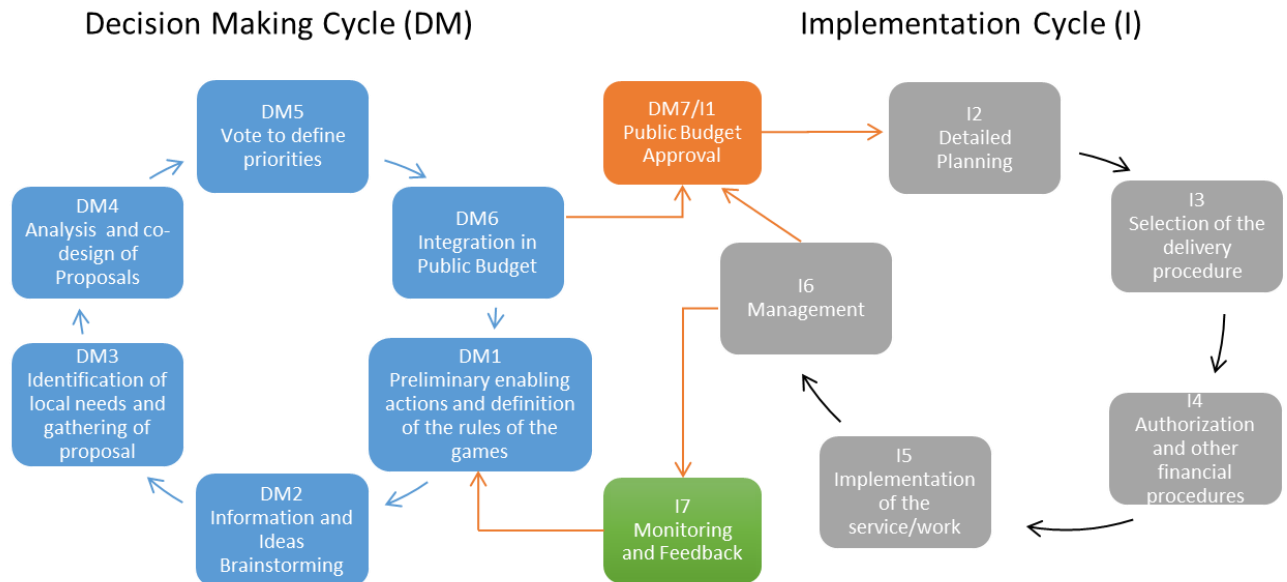 Decision Making Cycle (DM)
Implementation Cycle (I)
DM5
Vote to define
priorities
DM7/I1
Public Budget
Approval
I2
Detailed
Planning
DM4
Analysis and co-
design of
Proposals
DM6
Integration in
Public Budget
I3
Selection of the
delivery
procedure
I6
Management
DM3
Identification of
local needs and
gathering of
proposal
DM1
Preliminary enabling
actions and definition
of the rules of the
games
I4
Authorization and
and other
financial
procedures
I5
Implementation
of the
service/work
DM2
Information and
Ideas
Brainstorming
I7
Monitoring
and Feedback